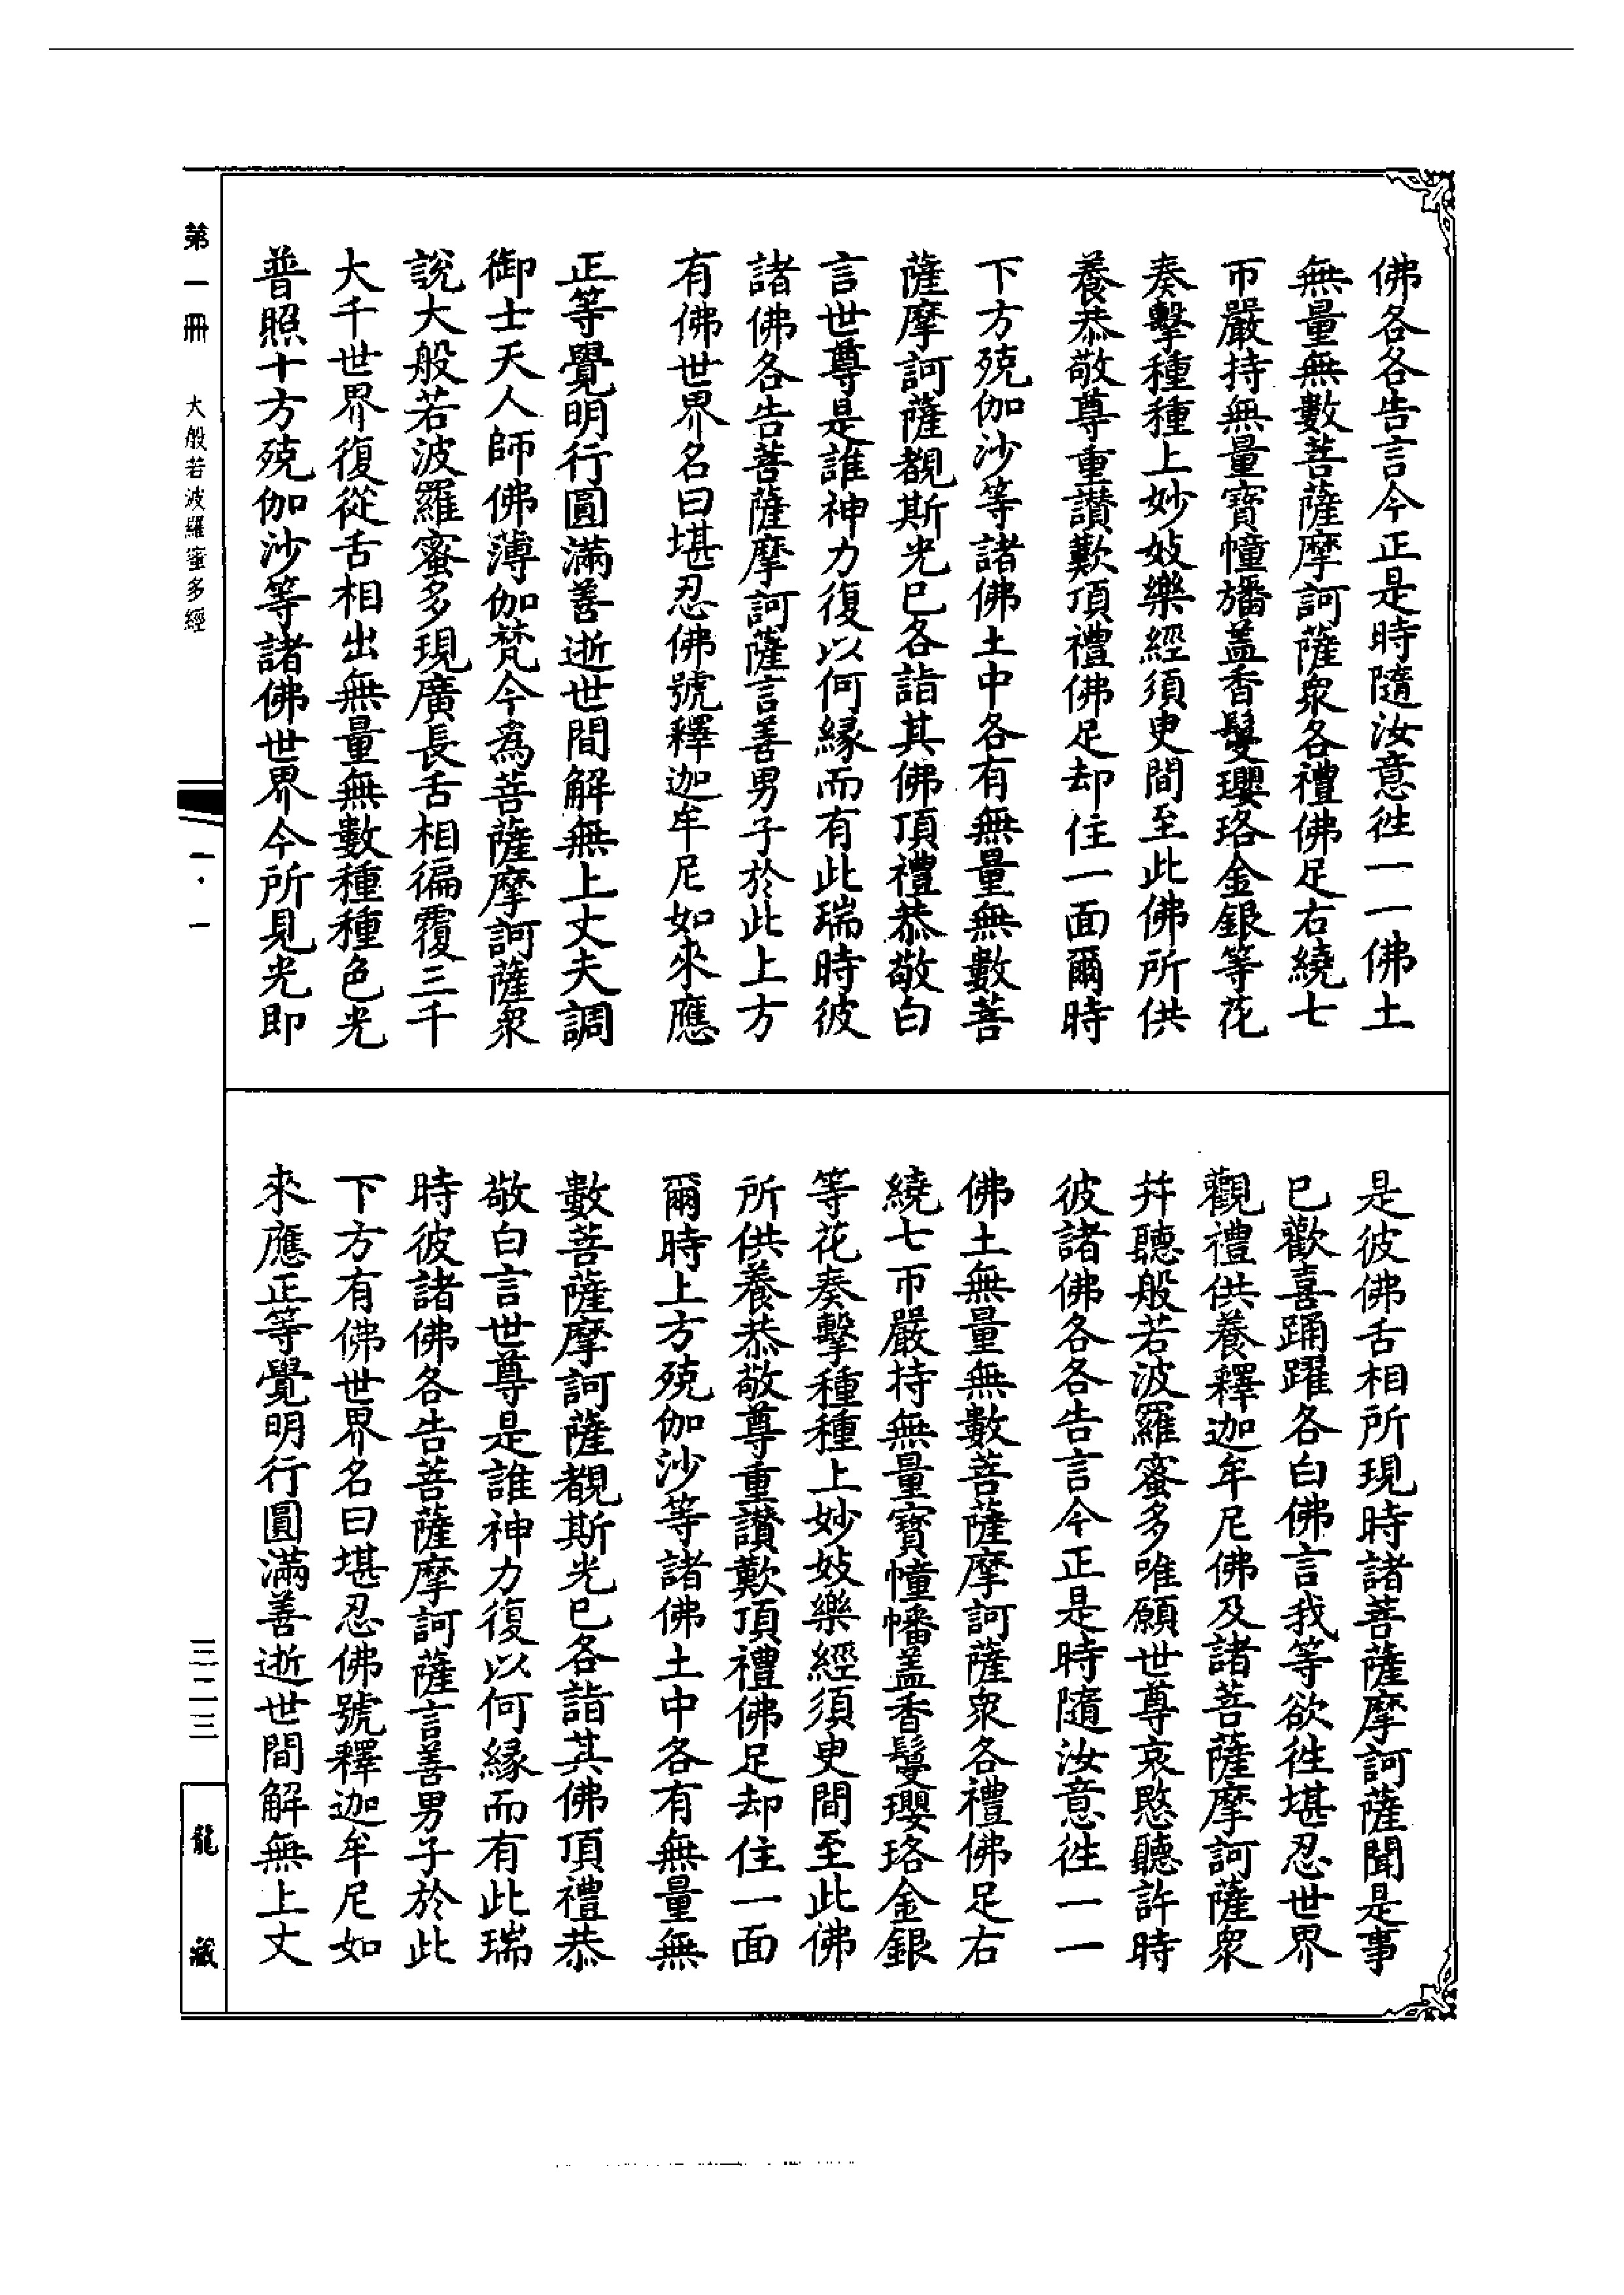 佛各各告言今正是時隨汝意徃一一佛土
無量無數菩薩摩訶薩衆各禮佛足右繞七
帀嚴持無量寶幢旛盖香鬘瓔珞金銀等花
奏擊種種上妙妓樂經須臾間至此佛所供
養恭敬尊重讃歎頂禮佛足却住一面爾時
下方殑伽沙等諸佛土中各有無量無數菩
薩摩訶薩覩斯光已各詣其佛頂禮恭敬白
言世尊是誰神力復以何緣而有此瑞時彼
諸佛各告菩薩摩訶薩言善男子於此上方
有佛世界名曰堪忍佛號釋迦牟尼如來應
正等覺明行圓滿善逝世間解無上丈夫調
御士天人師佛薄伽梵今爲菩薩摩訶薩衆
說大般若波羅蜜多現廣長舌相徧覆三千
大千世界復從舌相出無量無數種種色光
普照十方殑伽沙等諸佛世界今所見光即
是彼佛舌相所現時諸菩薩摩訶薩聞是事
已歡喜踊躍各白佛言我等欲徃堪忍世界
觀禮供養釋迦牟尼佛及諸菩薩摩訶薩衆
并聽般若波羅蜜多唯願世尊哀愍聽許時
彼諸佛各各告言今正是時隨汝意徃一一
佛土無量無數菩薩摩訶薩衆各禮佛足右
繞七帀嚴持無量寶幢幡盖香鬘瓔珞金銀
等花奏擊種種上妙妓樂經須臾間至此佛
所供養恭敬尊重讃歎頂禮佛足却住一面
爾時上方殑伽沙等諸佛土中各有無量無
數菩薩摩訶薩覩斯光已各詣其佛頂禮恭
敬白言世尊是誰神力復以何緣而有此瑞
時彼諸佛各告菩薩摩訶薩言善男子於此
下方有佛世界名曰堪忍佛號釋迦牟尼如
來應正等覺明行圓滿善逝世間解無上丈
第一冊 大般若波羅蜜多經 一·一 三二三 龍藏